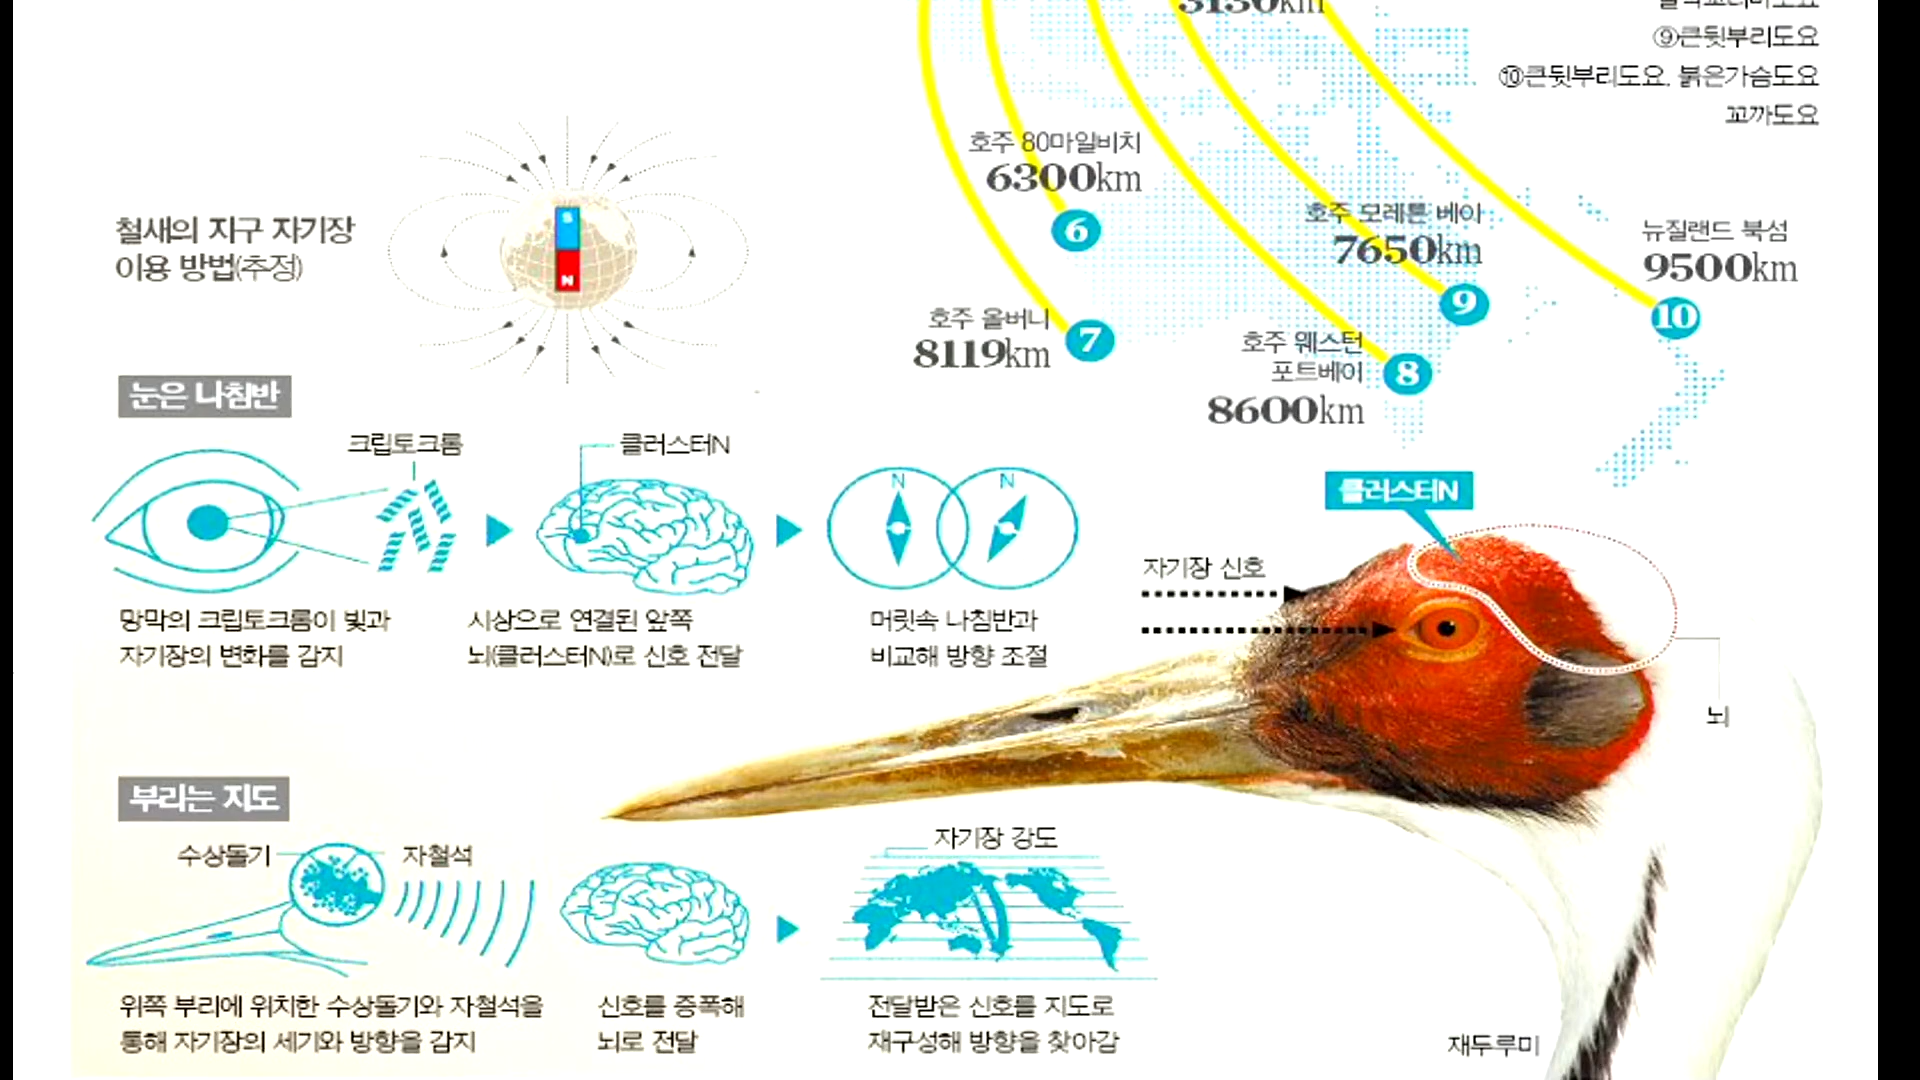 3130km
⑨큰뒷부리도요
⑩큰뒷부리도요, 붉은가슴도요
꼬까도요
호주 80마일비치
6300km
6
호주 모레튼 베이
7650km
9
뉴질랜드 북섬
9500km
10
호주 올버니
8119km
7
호주 웨스턴
포트베이
8600km
8
철새의 지구 자기장
이용 방법(추정)
S
N
눈은 나침반
크립토크롬
클러스터N
N
N
망막의 크립토크롬이 빛과
자기장의 변화를 감지
시상으로 연결된 앞쪽
뇌(클러스터N)로 신호 전달
머릿속 나침반과
비교해 방향 조절
클러스터N
자기장 신호
뇌
부리는 지도
수상돌기
자철석
자기장 강도
위쪽 부리에 위치한 수상돌기와 자철석을
통해 자기장의 세기와 방향을 감지
신호를 증폭해
뇌로 전달
전달받은 신호를 지도로
재구성해 방향을 찾아감
재두루미